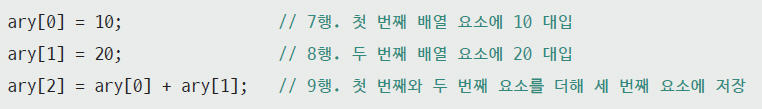 ary[0] = 10; // 7행. 첫 번째 배열 요소에 10 대입
ary[1] = 20; // 8행. 두 번째 배열 요소에 20 대입
ary[2] = ary[0] + ary[1]; // 9행. 첫 번째와 두 번째 요소를 더해 세 번째 요소에 저장